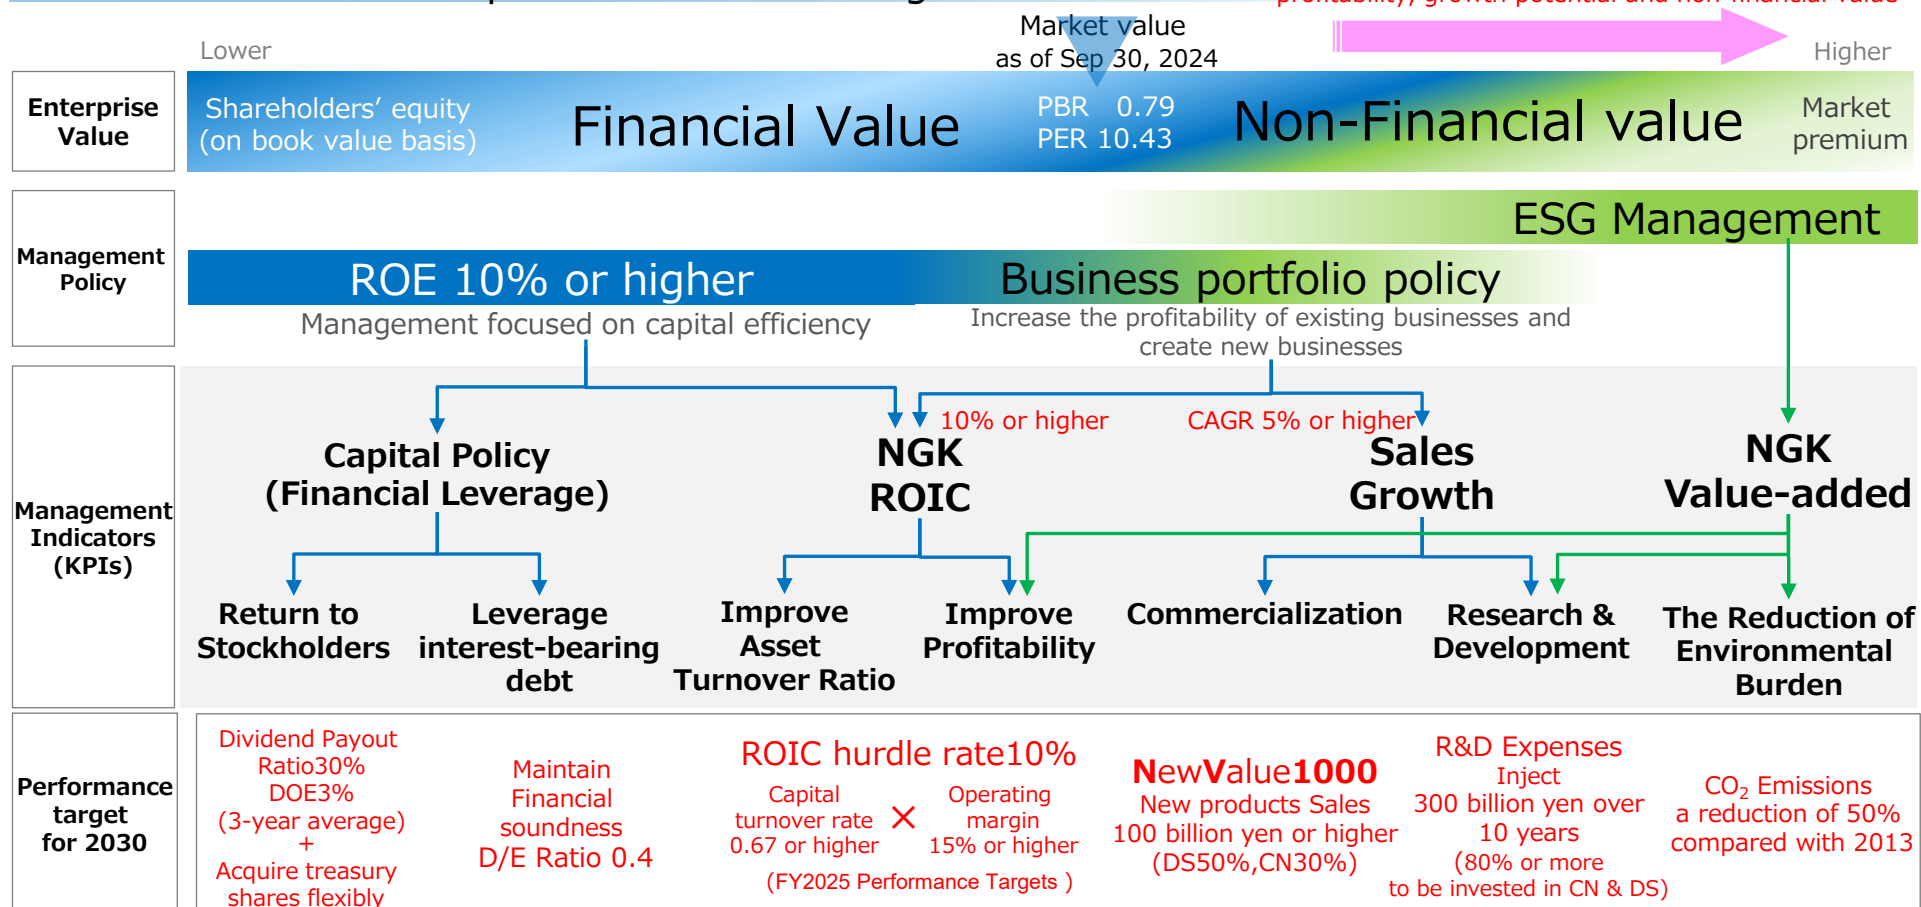 profitability, growth potential and non-financial value
Market value
as of Sep 30, 2024
Lower
Higher
Enterprise
Value
Shareholders’ equity
(on book value basis)
Financial Value
PBR 0.79
PER 10.43
Non-Financial value
Market
premium
Management
Policy
ESG Management
ROE 10% or higher
Business portfolio policy
Management focused on capital efficiency
Increase the profitability of existing businesses and
create new businesses
Management
Indicators
(KPIs)
10% or higher
CAGR 5% or higher
Capital Policy
(Financial Leverage)
NGK
ROIC
Sales
Growth
NGK
Value-added
Return to
Stockholders
Leverage
interest-bearing
debt
Improve
Asset
Turnover Ratio
Improve
Profitability
Commercialization
Research &
Development
The Reduction of
Environmental
Burden
Performance
target
for 2030
Dividend Payout
Ratio30%
DOE3%
(3-year average)
+
Acquire treasury
shares flexibly
Maintain
Financial
soundness
D/E Ratio 0.4
ROIC hurdle rate10%
Capital
turnover rate
0.67 or higher
×
Operating
margin
15% or higher
(FY2025 Performance Targets )
NewValue1000
New products Sales
100 billion yen or higher
(DS50%,CN30%)
R&D Expenses
Inject
300 billion yen over
10 years
(80% or more
to be invested in CN & DS)
CO2 Emissions
a reduction of 50%
compared with 2013